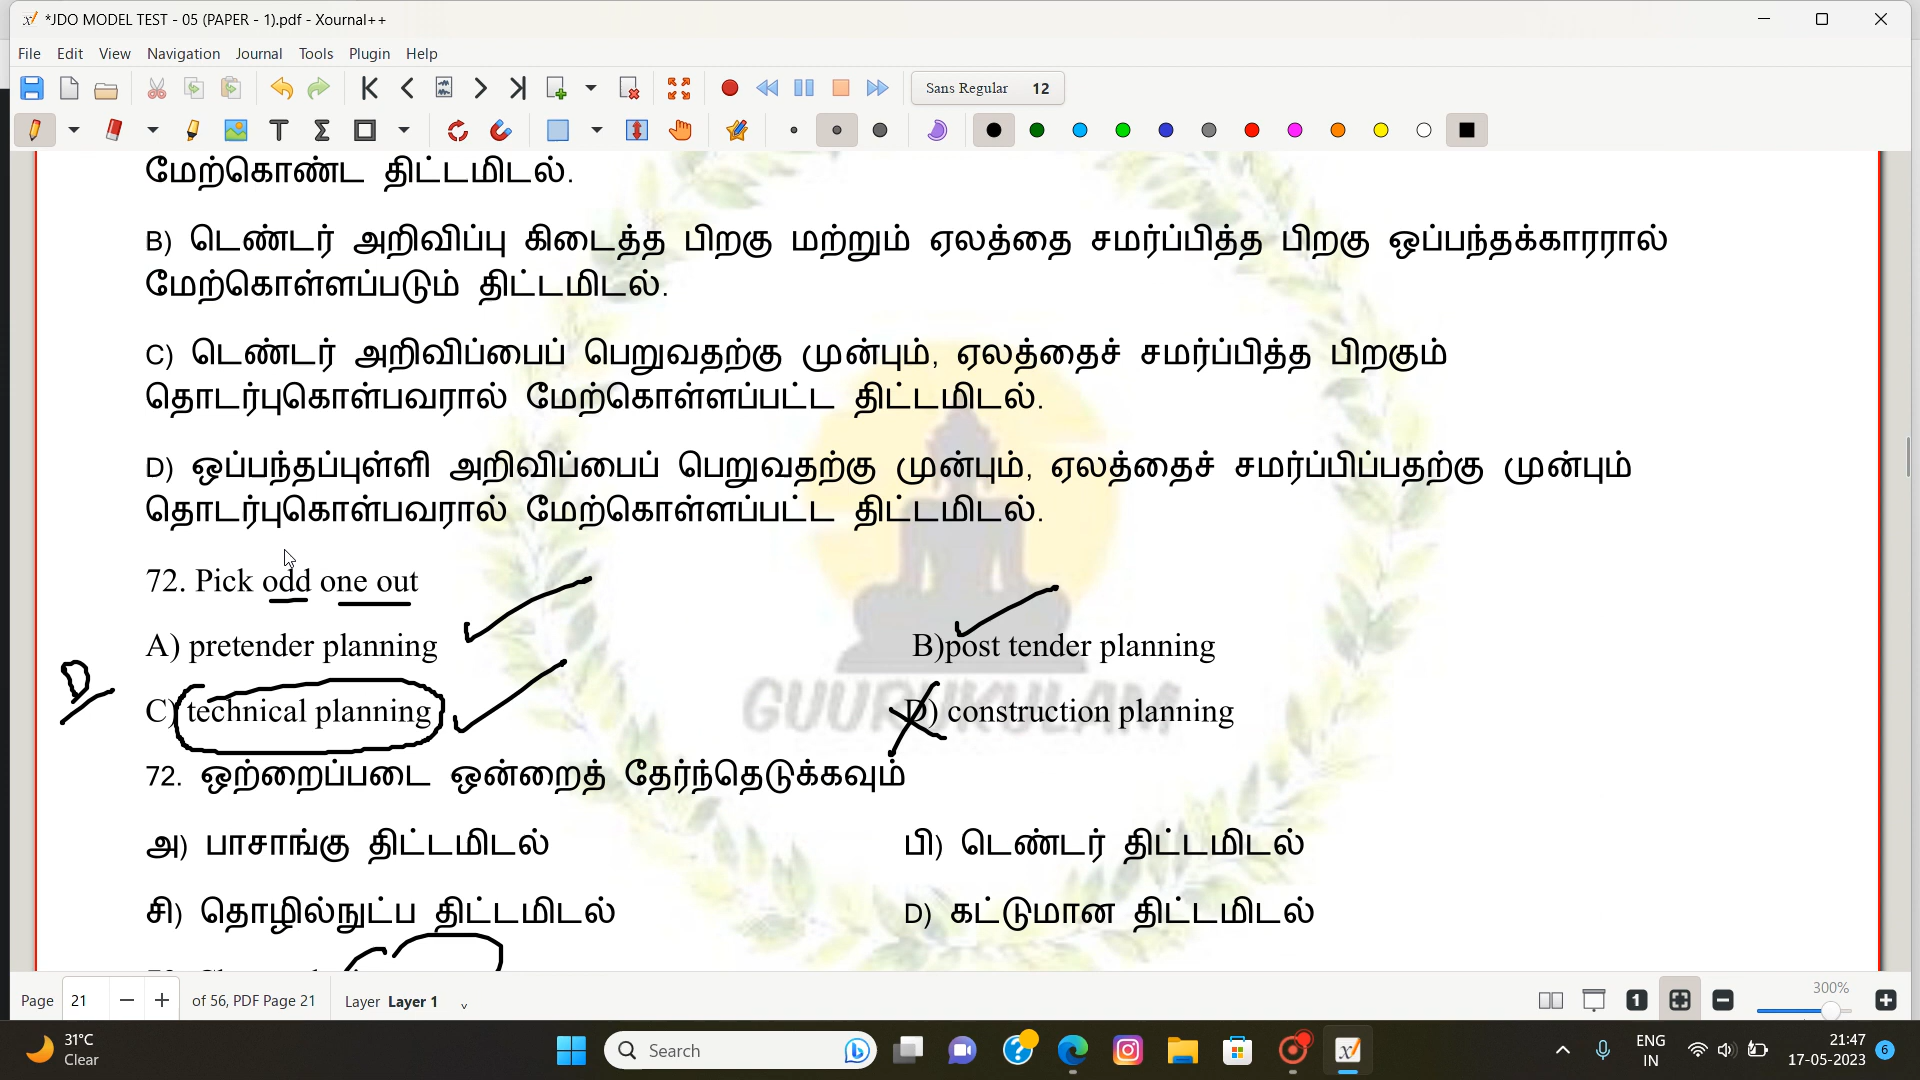 *JDO MODEL TEST - 05 (PAPER - 1).pdf - Xournal++
File Edit View Navigation Journal Tools Plugin Help
Sans Regular 12
மேற்கொண்ட திட்டமிடல்.
B) டெண்டர் அறிவிப்பு கிடைத்த பிறகு மற்றும் ஏலத்தை சமர்ப்பித்த பிறகு ஒப்பந்தக்காரரால்
மேற்கொள்ளப்படும் திட்டமிடல்.
C) டெண்டர் அறிவிப்பைப் பெறுவதற்கு முன்பும், ஏலத்தைச் சமர்ப்பித்த பிறகும்
தொடர்புகொள்பவரால் மேற்கொள்ளப்பட்ட திட்டமிடல்.
D) ஒப்பந்தப்புள்ளி அறிவிப்பைப் பெறுவதற்கு முன்பும், ஏலத்தைச் சமர்ப்பிப்பதற்கு முன்பும்
தொடர்புகொள்பவரால் மேற்கொள்ளப்பட்ட திட்டமிடல்.
72. Pick odd one out
A) pretender planning B)post tender planning
D
C) technical planning D) construction planning
GUURUKULAM
72. ஒற்றைப்படை ஒன்றைத் தேர்ந்தெடுக்கவும்
அ) பாசாங்கு திட்டமிடல் பி) டெண்டர் திட்டமிடல்
சி) தொழில்நுட்ப திட்டமிடல் D) கட்டுமான திட்டமிடல்
Page 21 of 56, PDF Page 21 Layer Layer 1 300%
31°C
Clear
Search
ENG
IN
21:47
17-05-2023 6